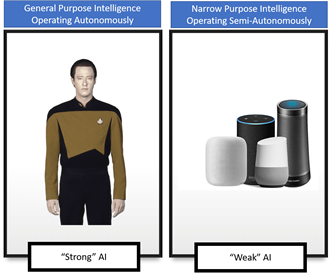 General Purpose Intelligence
Operating Autonomously
Narrow Purpose Intelligence
Operating Semi-Autonomously
“Strong” AI
“Weak” AI